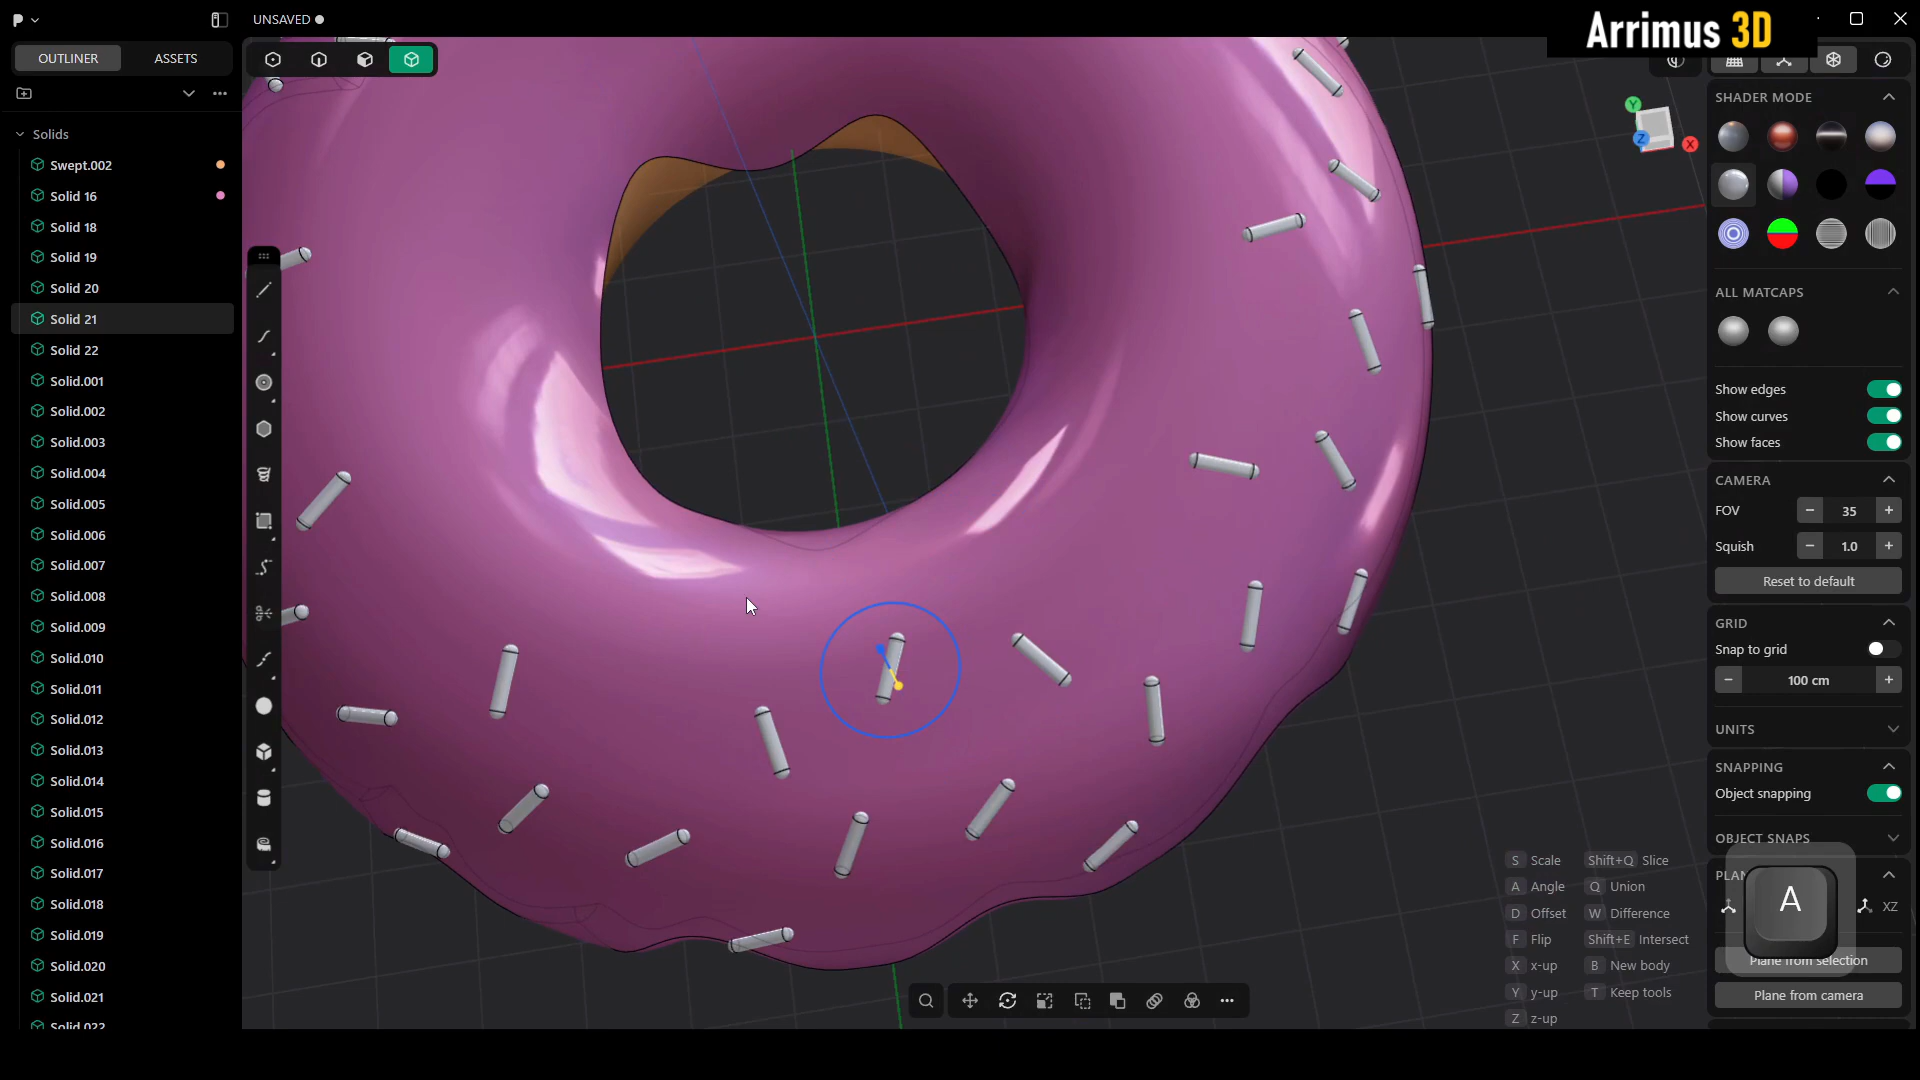 UNSAVED
Arrimus 3D
OUTLINER ASSETS
Solids
Swept.002
Solid 16
Solid 18
Solid 19
Solid 20
Solid 21
Solid 22
Solid.001
Solid.002
Solid.003
Solid.004
Solid.005
Solid.006
Solid.007
Solid.008
Solid.009
Solid.010
Solid.011
Solid.012
Solid.013
Solid.014
Solid.015
Solid.016
Solid.017
Solid.018
Solid.019
Solid.020
Solid.021
Solid.022
Y
Z
X
SHADER MODE
ALL MATCAPS
Show edges
Show curves
Show faces
CAMERA
FOV − 35 +
Squish − 1.0 +
Reset to default
GRID
Snap to grid
− 100 cm +
UNITS
SNAPPING
Object snapping
OBJECT SNAPS
A
XZ
Plane from selection
Plane from camera
S Scale Shift+Q Slice
A Angle Q Union
D Offset W Difference
F Flip Shift+E Intersect
X x-up B New body
Y y-up T Keep tools
Z z-up